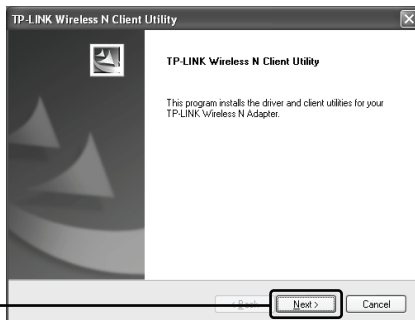 TP-LINK Wireless N Client Utility
TP-LINK Wireless N Client Utility
This program installs the driver and client utilities for your
TP-LINK Wireless N Adapter.
< Back Next > Cancel